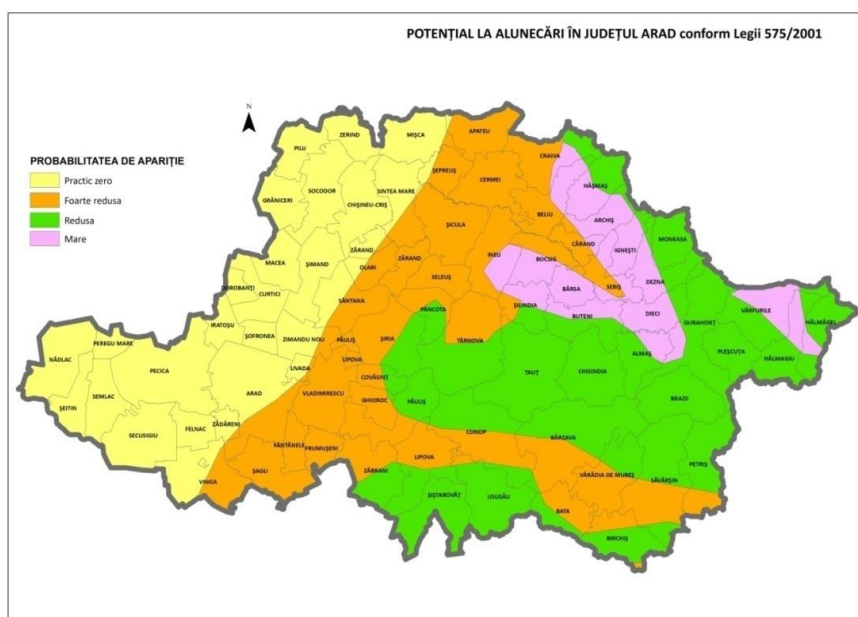 POTENȚIAL LA ALUNECĂRI ÎN JUDEȚUL ARAD conform Legii 575/2001
N
PROBABILITATEA DE APARIȚIE
Practic zero
Foarte redusa
Redusa
Mare
APATEU
ZERIND
MIȘCA
PILU
CRAIVA
ȘEPREUȘ
CERMEI
HĂȘMAȘ
SOCODOR
SINTEA MARE
GRĂNICERI
CHIȘINEU-CRIȘ
BELIU
ARCHIȘ
ȘICULA
MONEASA
CĂRAND
IGNEȘTI
ZĂRAND
ZĂRAND
INEU
BOCSIG
MACEA
ȘIMAND
OLARI
SELEUȘ
DEZNA
DOROBANȚI
BÂRSA
SEBIȘ
CURTICI
SÂNTANA
PÂNCOTA
ȘILINDIA
VÂRFURILE
BUTENI
DIECI
HĂLMĂGEL
IRATOȘU
GURAHONȚ
ȘOFRONEA
ZIMANDU NOU
PĂULIȘ
ȘIRIA
TÂRNOVA
PEREGU MARE
NĂDLAC
LIPOVA
ALMAȘ
PLEȘCUȚA
HĂLMAGIU
PECICA
LIVADA
TAUȚ
CHISINDIA
COVĂSINȚ
SEMLAC
ARAD
VLADIMIRESCU
GHIOROC
PĂULIȘ
BRAZII
ȘEITIN
ZĂDĂRENI
FELNAC
SECUSIGIU
CONOP
BÂRZAVA
FÂNTÂNELE
FRUMUȘENI
LIPOVA
PETRIȘ
ȘAGU
ZĂBRANI
VĂRĂDIA DE MUREȘ
SĂVÂRȘIN
VINGA
ȘIȘTAROVĂȚ
USUSĂU
BATA
BIRCHIȘ